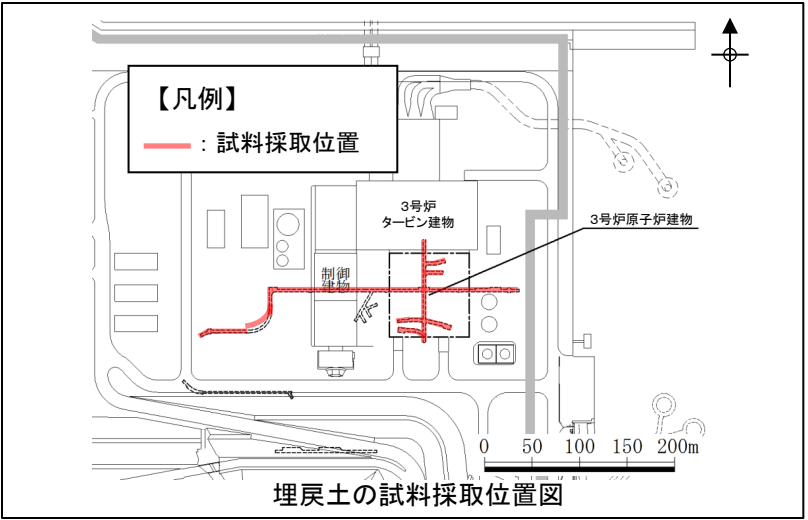 【凡例】
：試料採取位置
3号炉
タービン建物
3号炉原子炉建物
制御
建物
0 50 100 150 200m
埋戻土の試料採取位置図